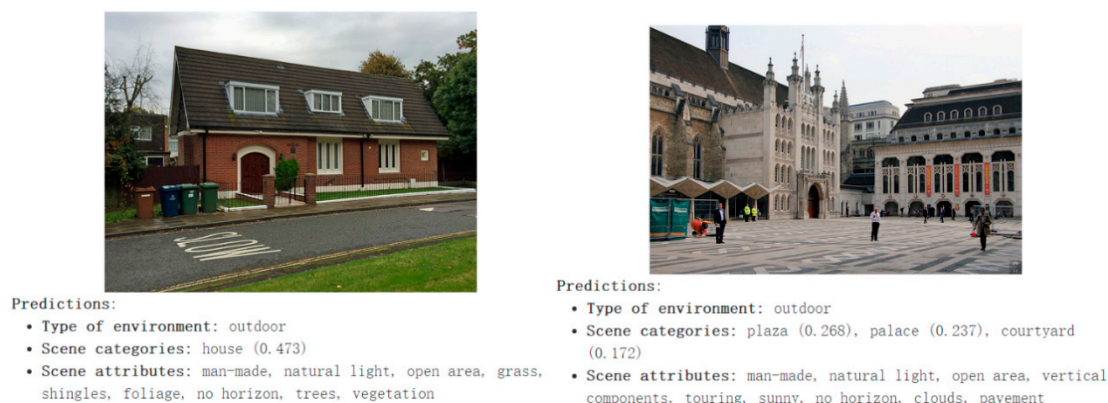 SLOW
Predictions:
• Type of environment: outdoor
• Scene categories: house (0.473)
• Scene attributes: man-made, natural light, open area, grass,
shingles, foliage, no horizon, trees, vegetation
Predictions:
• Type of environment: outdoor
• Scene categories: plaza (0.268), palace (0.237), courtyard
(0.172)
• Scene attributes: man-made, natural light, open area, vertical
components, touring, sunny, no horizon, clouds, pavement